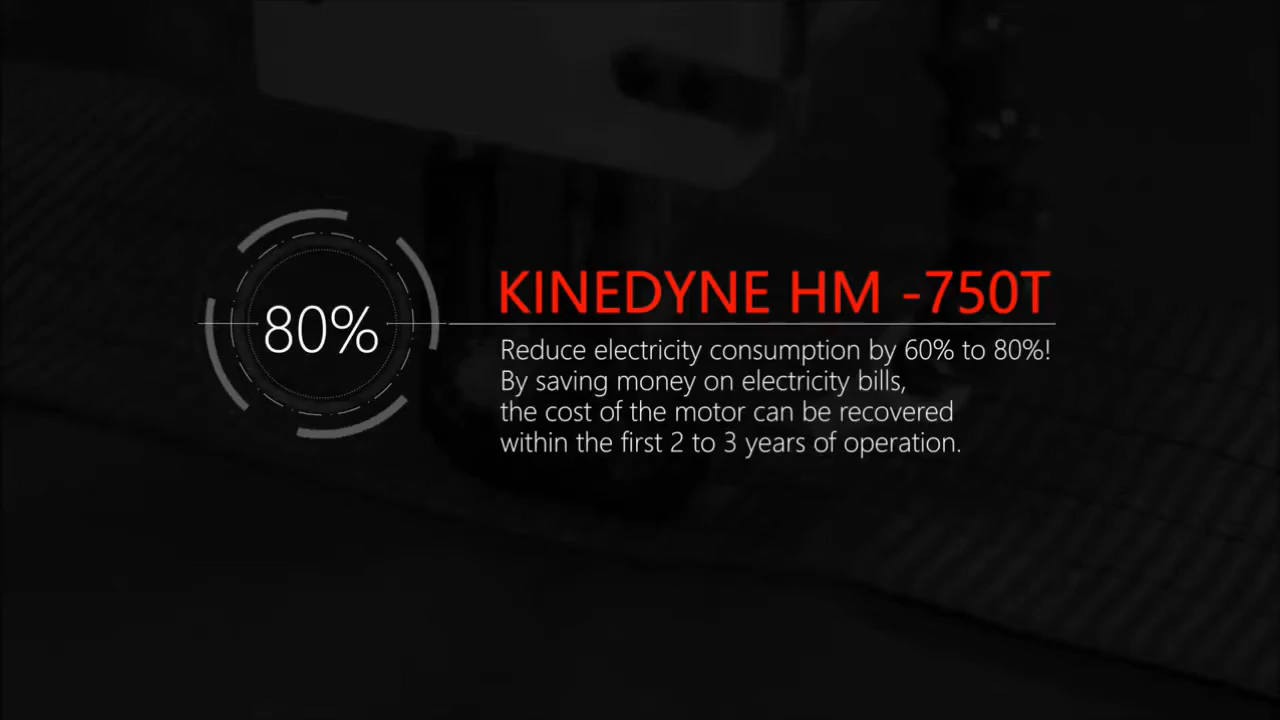 80%
KINEDYNE HM -750T
Reduce electricity consumption by 60% to 80%!
By saving money on electricity bills,
the cost of the motor can be recovered
within the first 2 to 3 years of operation.